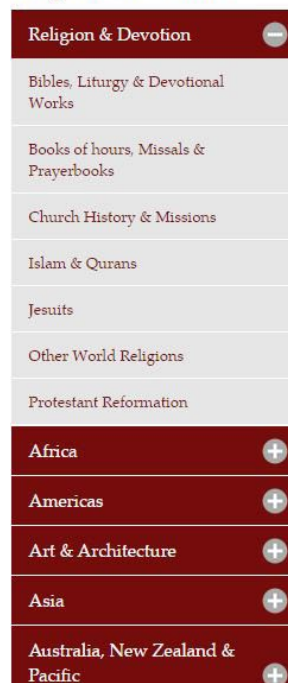 Religion & Devotion
Bibles, Liturgy & Devotional
Works
Books of hours, Missals &
Prayerbooks
Church History & Missions
Islam & Qurans
Jesuits
Other World Religions
Protestant Reformation
Africa
Americas
Art & Architecture
Asia
Australia, New Zealand &
Pacific